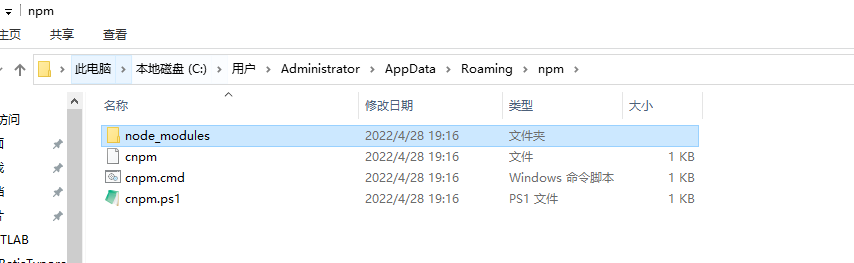 npm
主页 共享 查看
此电脑 本地磁盘 (C:) 用户 Administrator AppData Roaming npm
名称 修改日期 类型 大小
node_modules 2022/4/28 19:16 文件夹
cnpm 2022/4/28 19:16 文件 1 KB
cnpm.cmd 2022/4/28 19:16 Windows 命令脚本 1 KB
cnpm.ps1 2022/4/28 19:16 PS1 文件 1 KB
访问
TLAB